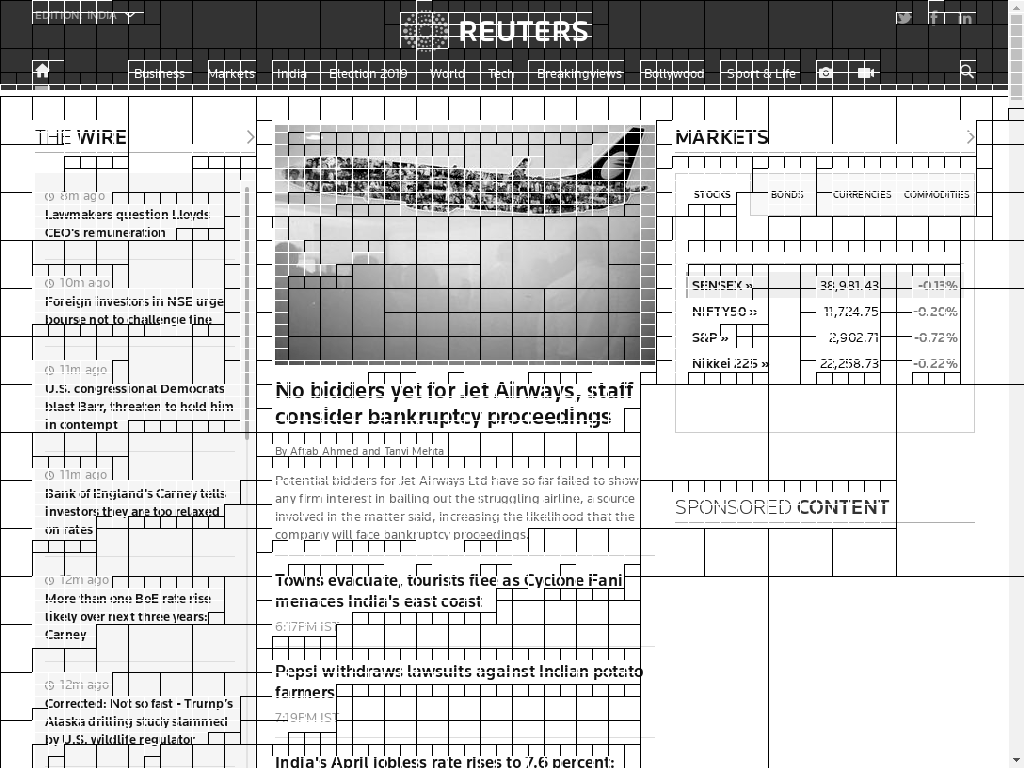 EDITION: INDIA
REUTERS
Business Markets India Election 2019 World Tech Breakingviews Bollywood Sport & Life
THE WIRE
8m ago
Lawmakers question Lloyds
CEO's remuneration
10m ago
Foreign investors in NSE urge
bourse not to challenge fine
11m ago
U.S. congressional Democrats
blast Barr, threaten to hold him
in contempt
11m ago
Bank of England's Carney tells
investors they are too relaxed
on rates
12m ago
More than one BoE rate rise
likely over next three years:
Carney
12m ago
Corrected: Not so fast - Trump's
Alaska drilling study slammed
by U.S. wildlife regulator
No bidders yet for Jet Airways, staff
consider bankruptcy proceedings
By Aftab Ahmed and Tanvi Mehta
Potential bidders for Jet Airways Ltd have so far failed to show
any firm interest in bailing out the struggling airline, a source
involved in the matter said, increasing the likelihood that the
company will face bankruptcy proceedings.
Towns evacuate, tourists flee as Cyclone Fani
menaces India's east coast
6:17PM IST
Pepsi withdraws lawsuits against Indian potato
farmers
7:19PM IST
India's April jobless rate rises to 7.6 percent:
MARKETS
STOCKS BONDS CURRENCIES COMMODITIES
SENSEX » 38,981.43 -0.13%
NIFTY50 » 11,724.75 -0.20%
S&P » 2,902.71 -0.72%
Nikkei 225 » 22,258.73 -0.22%
SPONSORED CONTENT